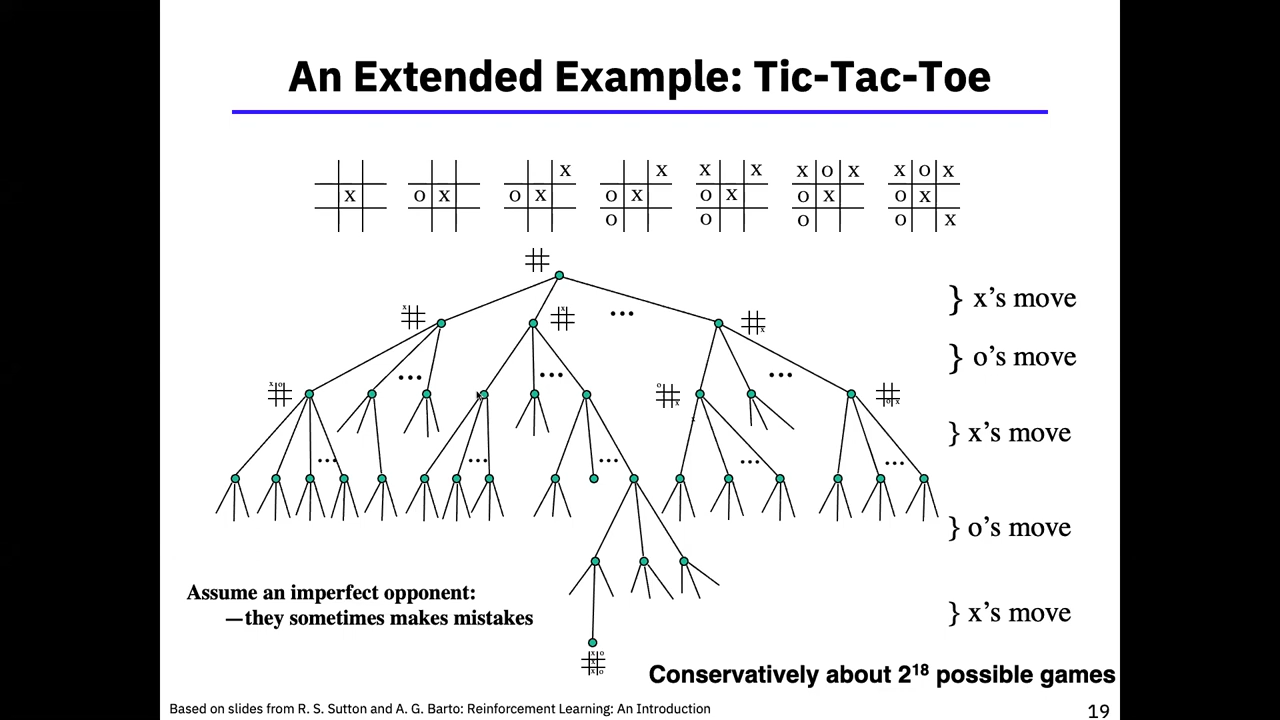 An Extended Example: Tic-Tac-Toe
X X X X O X X O X
X O X O X O X O X O X O X
O O O O X
x's move
x x
... x
o's move
... ... ...
x o o x o x
x's move
... ... ... ... ...
o's move
Assume an imperfect opponent:
—they sometimes makes mistakes
x's move
x o
x
x o
Conservatively about 2¹⁸ possible games
Based on slides from R. S. Sutton and A. G. Barto: Reinforcement Learning: An Introduction
19